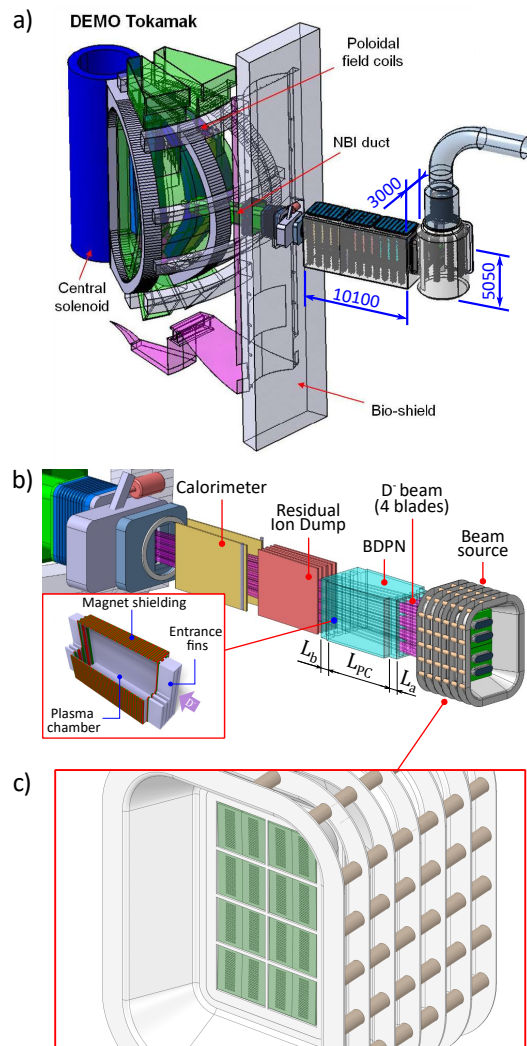 a)
DEMO Tokamak
Poloidal
field coils
NBI duct
3000
5050
10100
Central
solenoid
Bio-shield
b)
Calorimeter
Residual
Ion Dump
D⁻ beam
(4 blades)
BDPN
Beam
source
Magnet shielding
Entrance
fins
Plasma
chamber
D⁻
L_b
L_PC
L_a
c)